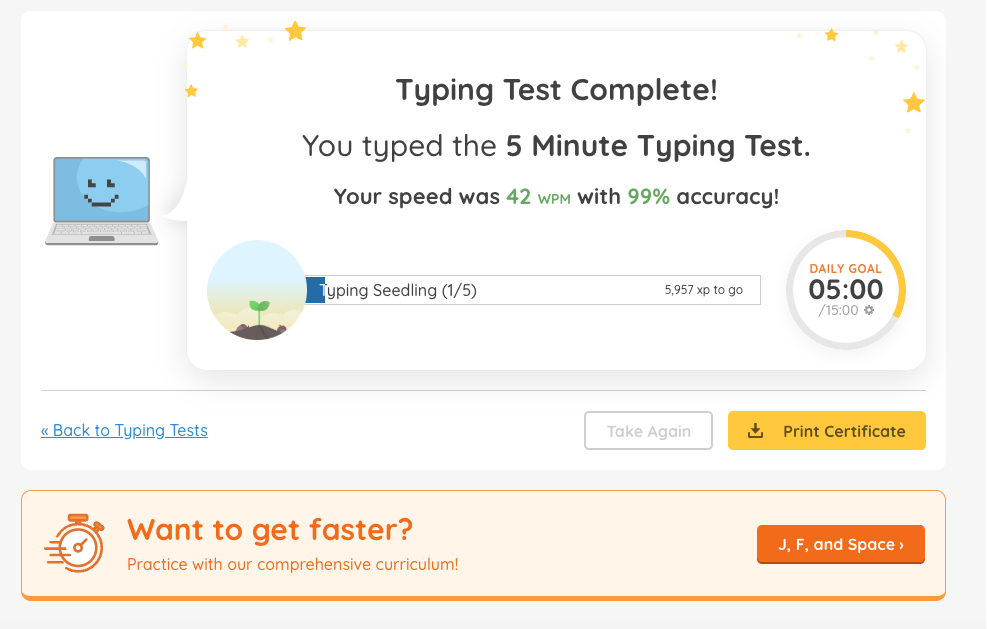 Typing Test Complete!
You typed the 5 Minute Typing Test.
Your speed was 42 WPM with 99% accuracy!
Typing Seedling (1/5)
5,957 xp to go
DAILY GOAL
05:00
/15:00
« Back to Typing Tests
Take Again
Print Certificate
Want to get faster?
Practice with our comprehensive curriculum!
J, F, and Space ›